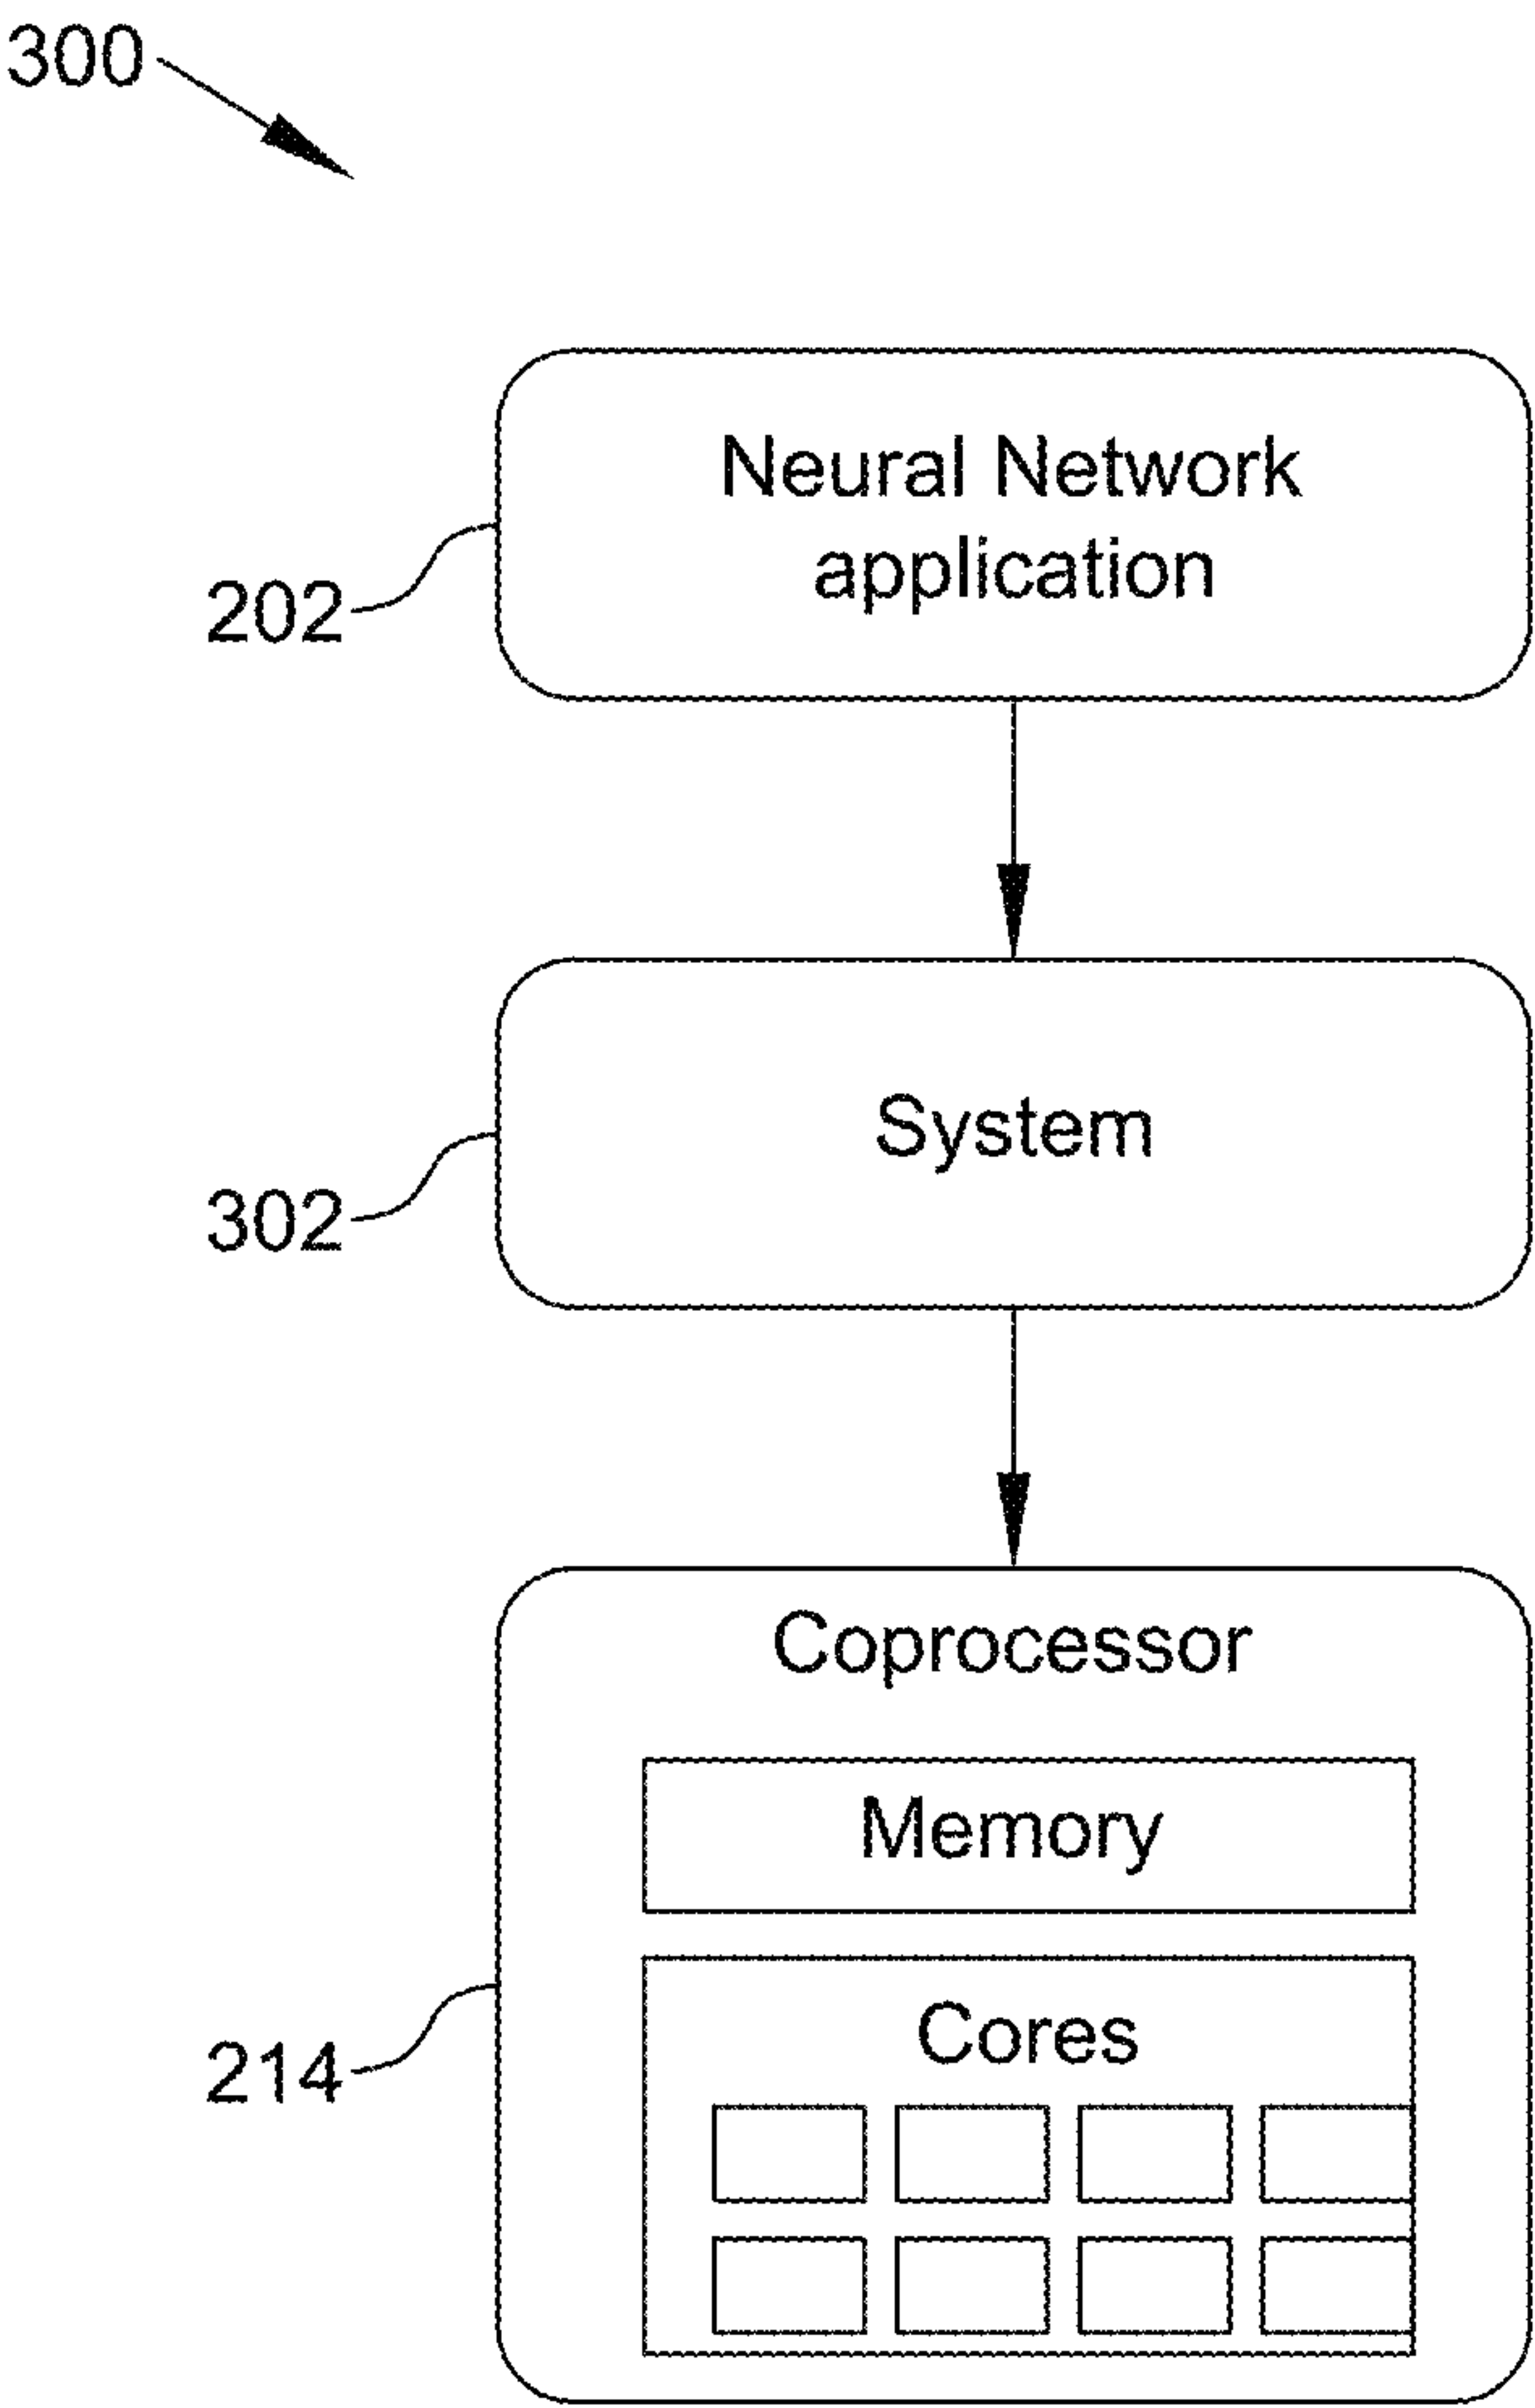 300
Neural Network
application
202
System
302
Coprocessor
Memory
Cores
214